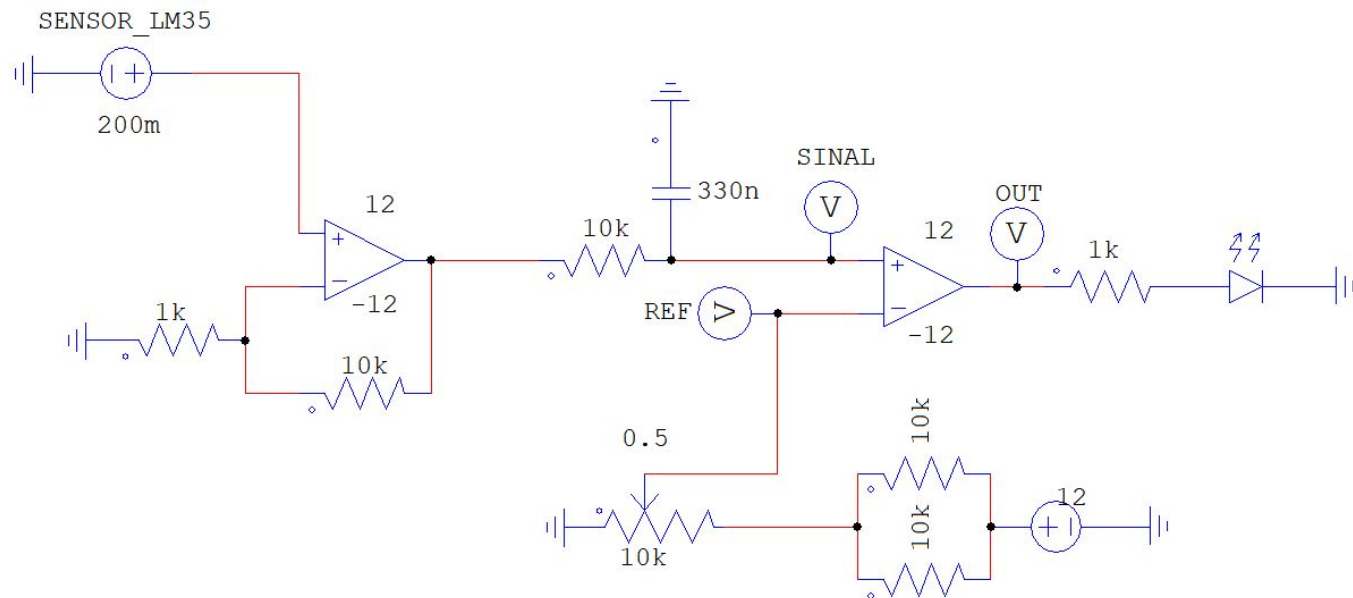 SENSOR_LM35
200m
12
+
-12
1k
10k
10k
330n
SINAL
V
REF
V
12
+
-12
OUT
V
1k
0.5
10k
10k
10k
12